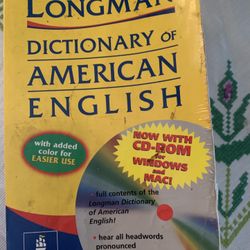 LONGMAN
DICTIONARY OF
AMERICAN
ENGLISH
with added
color for
EASIER USE
NOW WITH
CD-ROM for
WINDOWS and
MAC!
• full contents of the
Longman Dictionary
of American
English!
• hear all headwords
pronounced